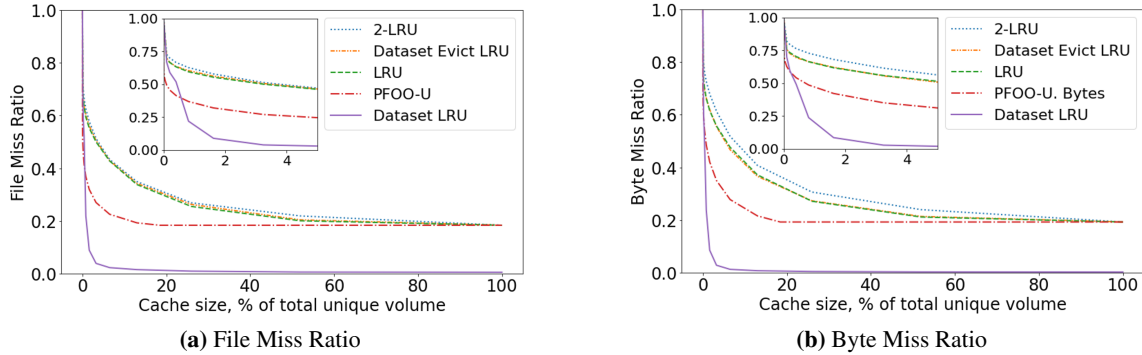 1.0
0.8
0.6
0.4
0.2
0.0
File Miss Ratio
0 20 40 60 80 100
Cache size, % of total unique volume
1.00
0.75
0.50
0.25
0.00
0 2 4
2-LRU
Dataset Evict LRU
LRU
PFOO-U
Dataset LRU
(a) File Miss Ratio
1.0
0.8
0.6
0.4
0.2
0.0
Byte Miss Ratio
0 20 40 60 80 100
Cache size, % of total unique volume
1.00
0.75
0.50
0.25
0.00
0 2 4
2-LRU
Dataset Evict LRU
LRU
PFOO-U. Bytes
Dataset LRU
(b) Byte Miss Ratio